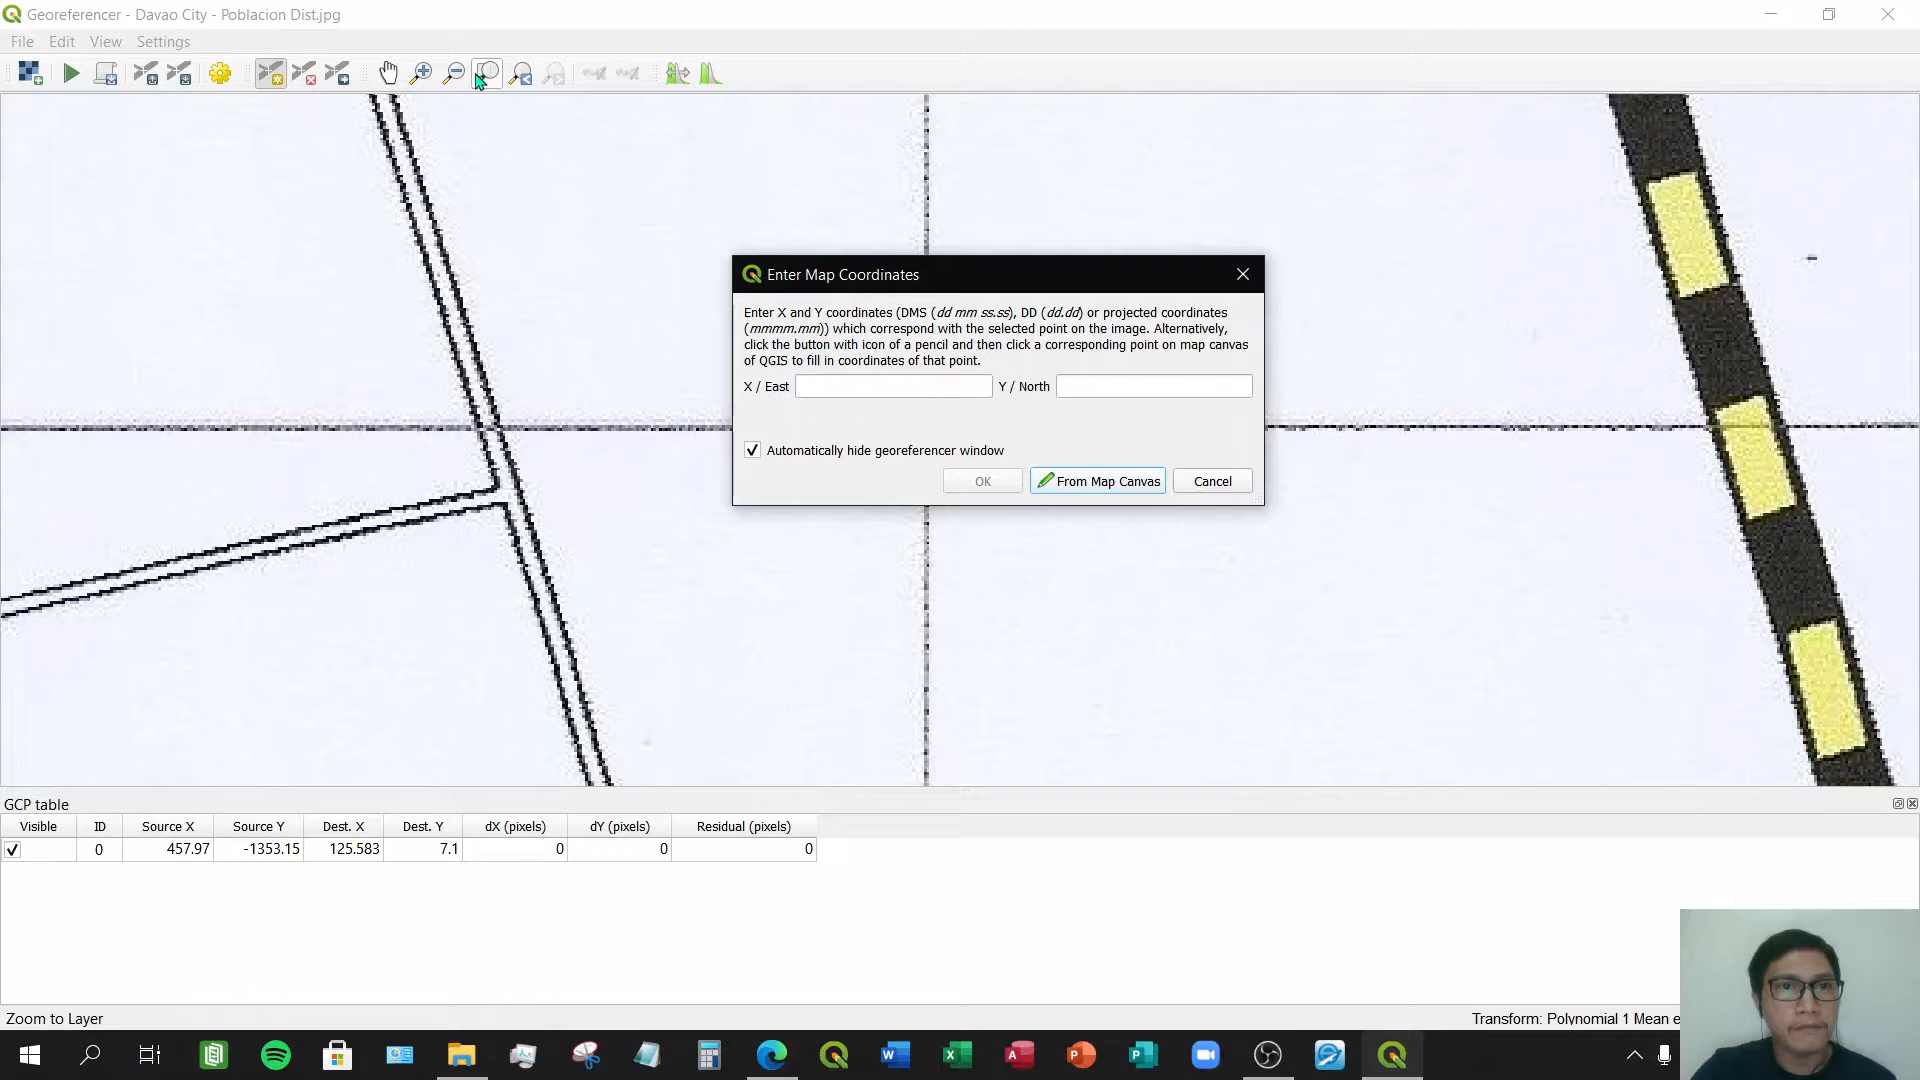 Georeferencer - Davao City - Poblacion Dist.jpg
File Edit View Settings
Enter Map Coordinates
Enter X and Y coordinates (DMS (dd mm ss.ss), DD (dd.dd) or projected coordinates
(mmmm.mm)) which correspond with the selected point on the image. Alternatively,
click the button with icon of a pencil and then click a corresponding point on map canvas
of QGIS to fill in coordinates of that point.
X / East Y / North
Automatically hide georeferencer window
OK From Map Canvas Cancel
GCP table
Visible ID Source X Source Y Dest. X Dest. Y dX (pixels) dY (pixels) Residual (pixels)
0 457.97 -1353.15 125.583 7.1 0 0 0
Zoom to Layer Transform: Polynomial 1 Mean e